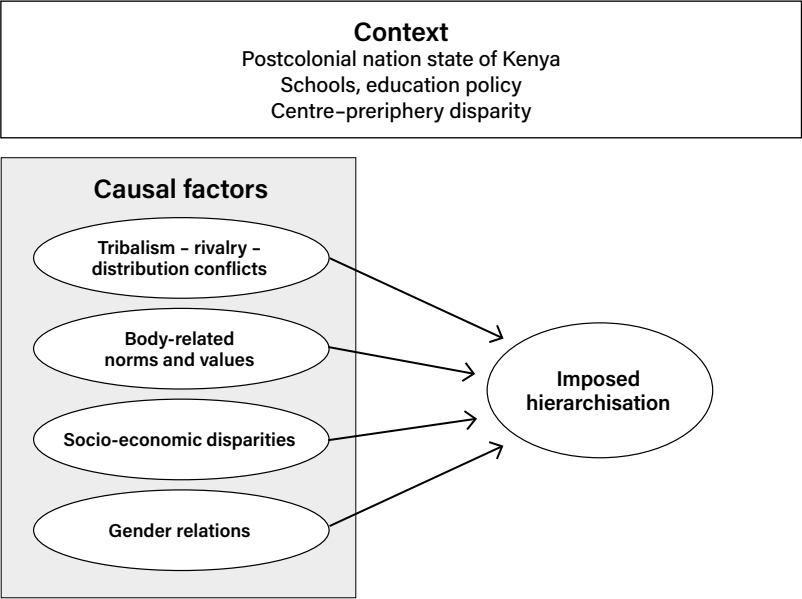 Context
Postcolonial nation state of Kenya
Schools, education policy
Centre–preriphery disparity
Causal factors
Tribalism – rivalry –
distribution conflicts
Body-related
norms and values
Socio-economic disparities
Gender relations
Imposed
hierarchisation